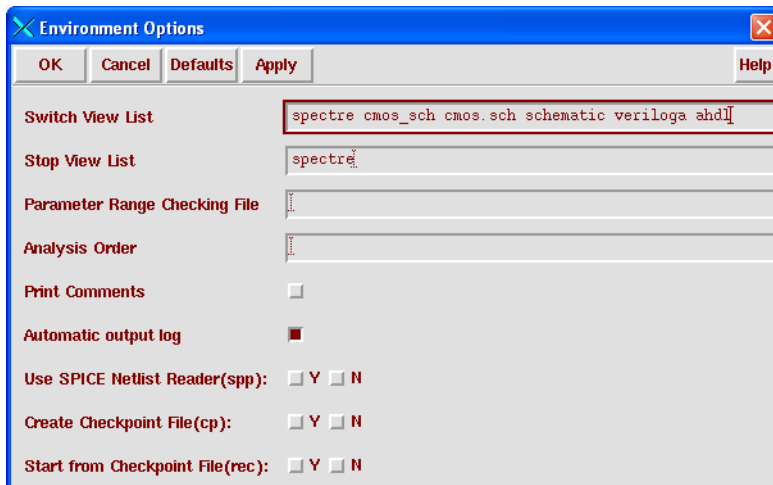 Environment Options
OK Cancel Defaults Apply Help
Switch View List spectre cmos_sch cmos.sch schematic veriloga ahdl
Stop View List spectre
Parameter Range Checking File
Analysis Order
Print Comments
Automatic output log
Use SPICE Netlist Reader(spp): Y N
Create Checkpoint File(cp): Y N
Start from Checkpoint File(rec): Y N